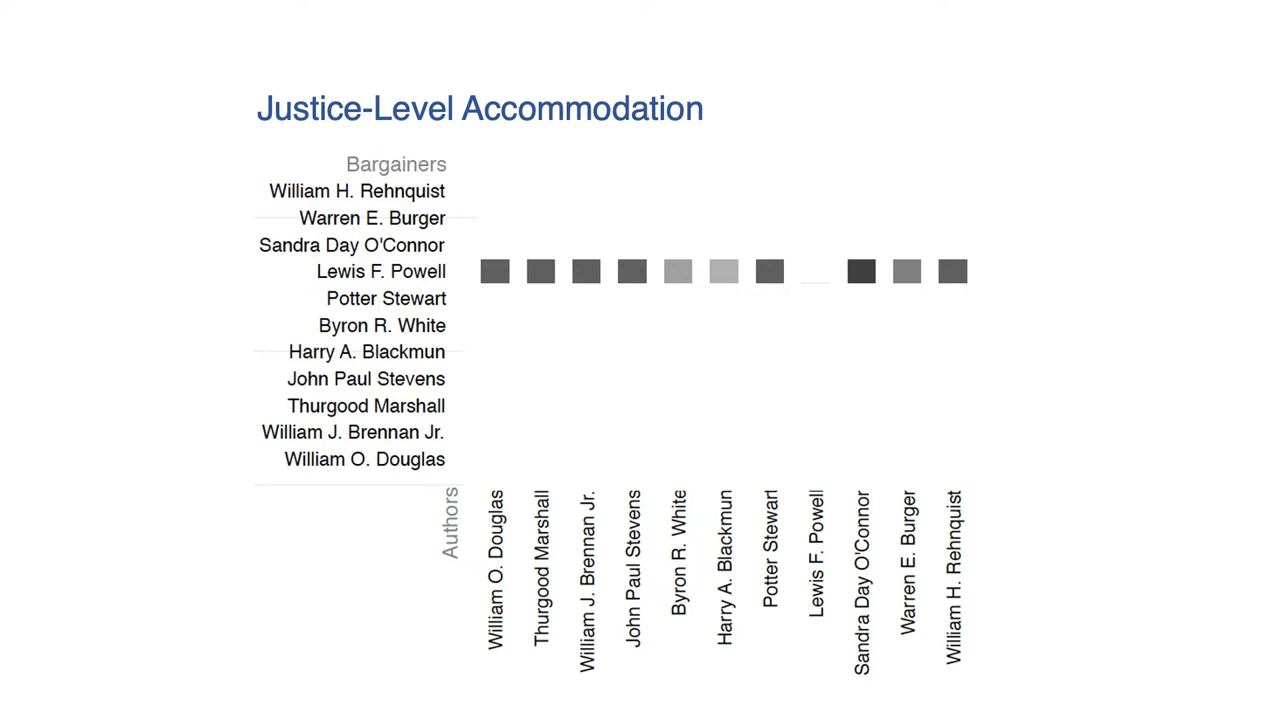 Justice-Level Accommodation
Bargainers
William H. Rehnquist
Warren E. Burger
Sandra Day O'Connor
Lewis F. Powell
Potter Stewart
Byron R. White
Harry A. Blackmun
John Paul Stevens
Thurgood Marshall
William J. Brennan Jr.
William O. Douglas
Authors
William O. Douglas
Thurgood Marshall
William J. Brennan Jr.
John Paul Stevens
Byron R. White
Harry A. Blackmun
Potter Stewart
Lewis F. Powell
Sandra Day O'Connor
Warren E. Burger
William H. Rehnquist